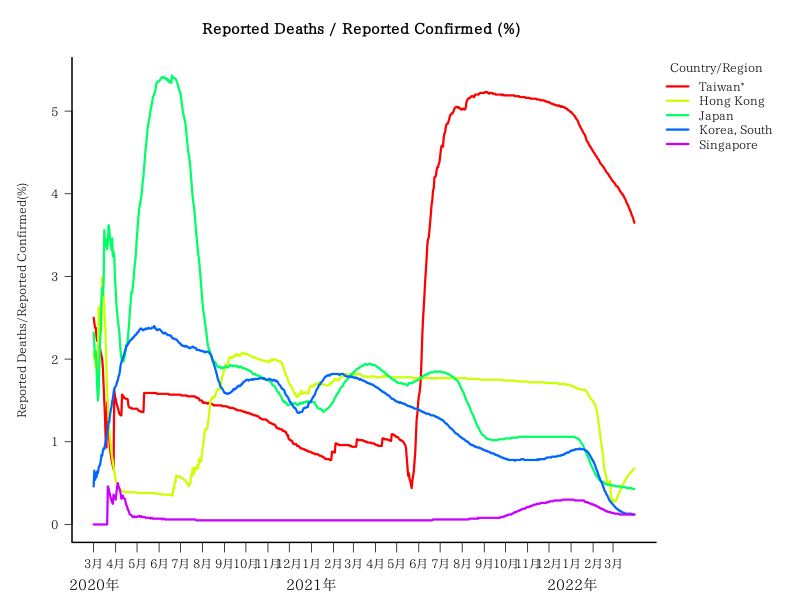 Reported Deaths / Reported Confirmed (%)
Reported Deaths/Reported Confirmed(%)
5
4
3
2
1
0
3月 4月 5月 6月 7月 8月 9月 10月 11月 12月 1月 2月 3月 4月 5月 6月 7月 8月 9月 10月 11月 12月 1月 2月 3月
2020年 2021年 2022年
Country/Region
Taiwan*
Hong Kong
Japan
Korea, South
Singapore